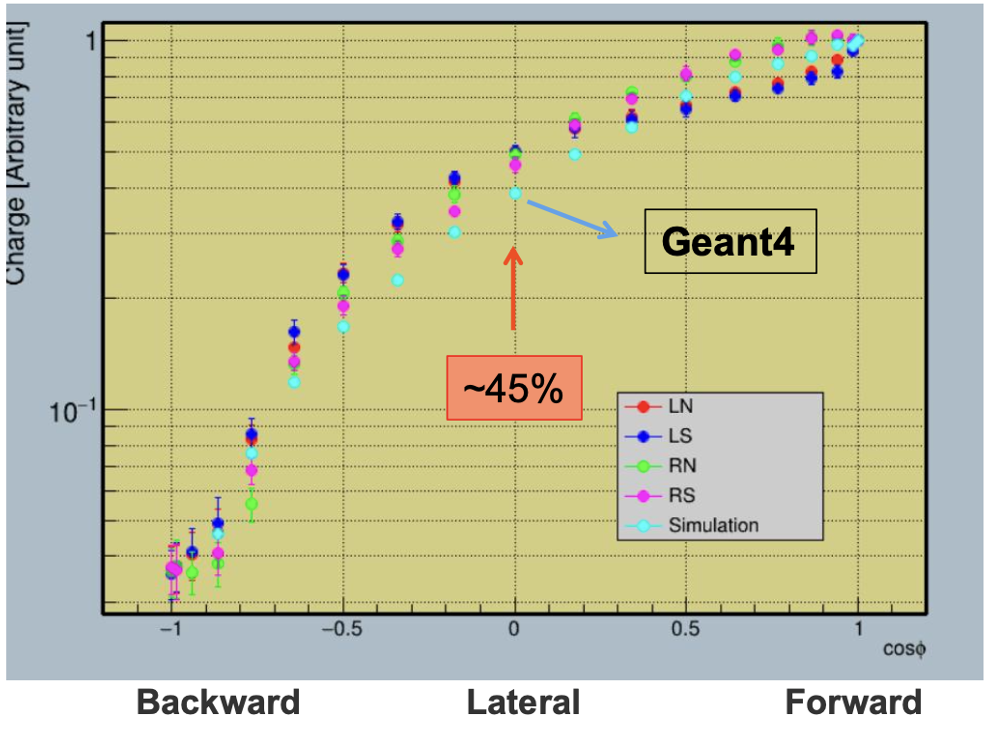 Charge [Arbitrary unit]
1
10⁻¹
Geant4
~45%
LN
LS
RN
RS
Simulation
−1
−0.5
0
0.5
1
cosϕ
Backward
Lateral
Forward